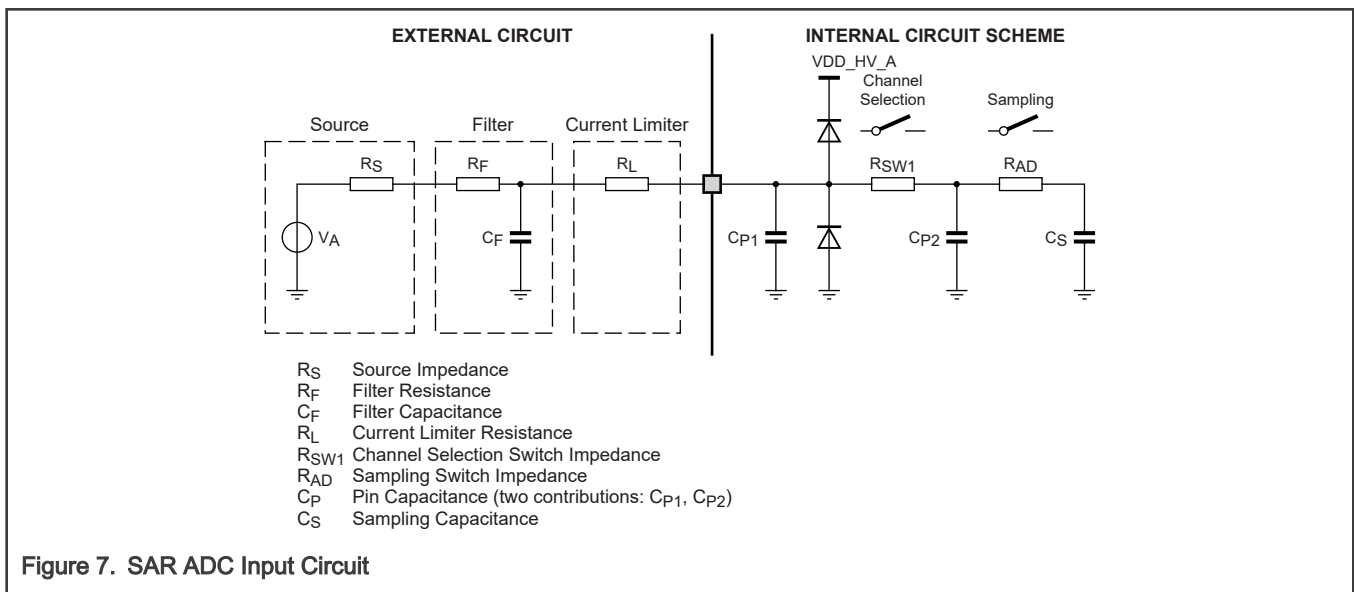 EXTERNAL CIRCUIT
INTERNAL CIRCUIT SCHEME
VDD_HV_A
Channel
Selection
Sampling
Source
Filter
Current Limiter
RS
RF
RL
RSW1
RAD
VA
CF
CP1
CP2
CS
RS Source Impedance
RF Filter Resistance
CF Filter Capacitance
RL Current Limiter Resistance
RSW1 Channel Selection Switch Impedance
RAD Sampling Switch Impedance
CP Pin Capacitance (two contributions: CP1, CP2)
CS Sampling Capacitance
Figure 7. SAR ADC Input Circuit